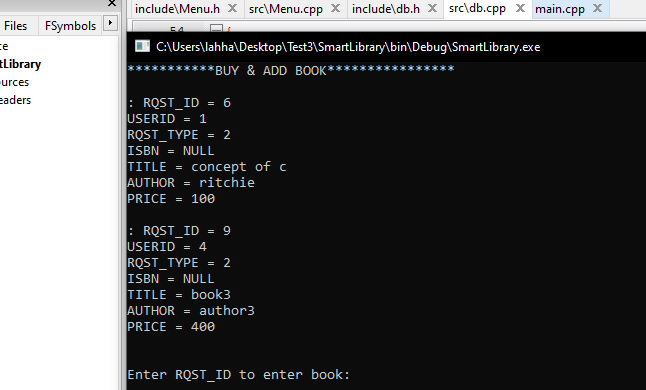 include\Menu.h
src\Menu.cpp
include\db.h
src\db.cpp
main.cpp
Files
FSymbols
54
tLibrary
urces
eaders
C:\Users\lahha\Desktop\Test3\SmartLibrary\bin\Debug\SmartLibrary.exe
***********BUY & ADD BOOK****************
: RQST_ID = 6
USERID = 1
RQST_TYPE = 2
ISBN = NULL
TITLE = concept of c
AUTHOR = ritchie
PRICE = 100
: RQST_ID = 9
USERID = 4
RQST_TYPE = 2
ISBN = NULL
TITLE = book3
AUTHOR = author3
PRICE = 400
Enter RQST_ID to enter book: